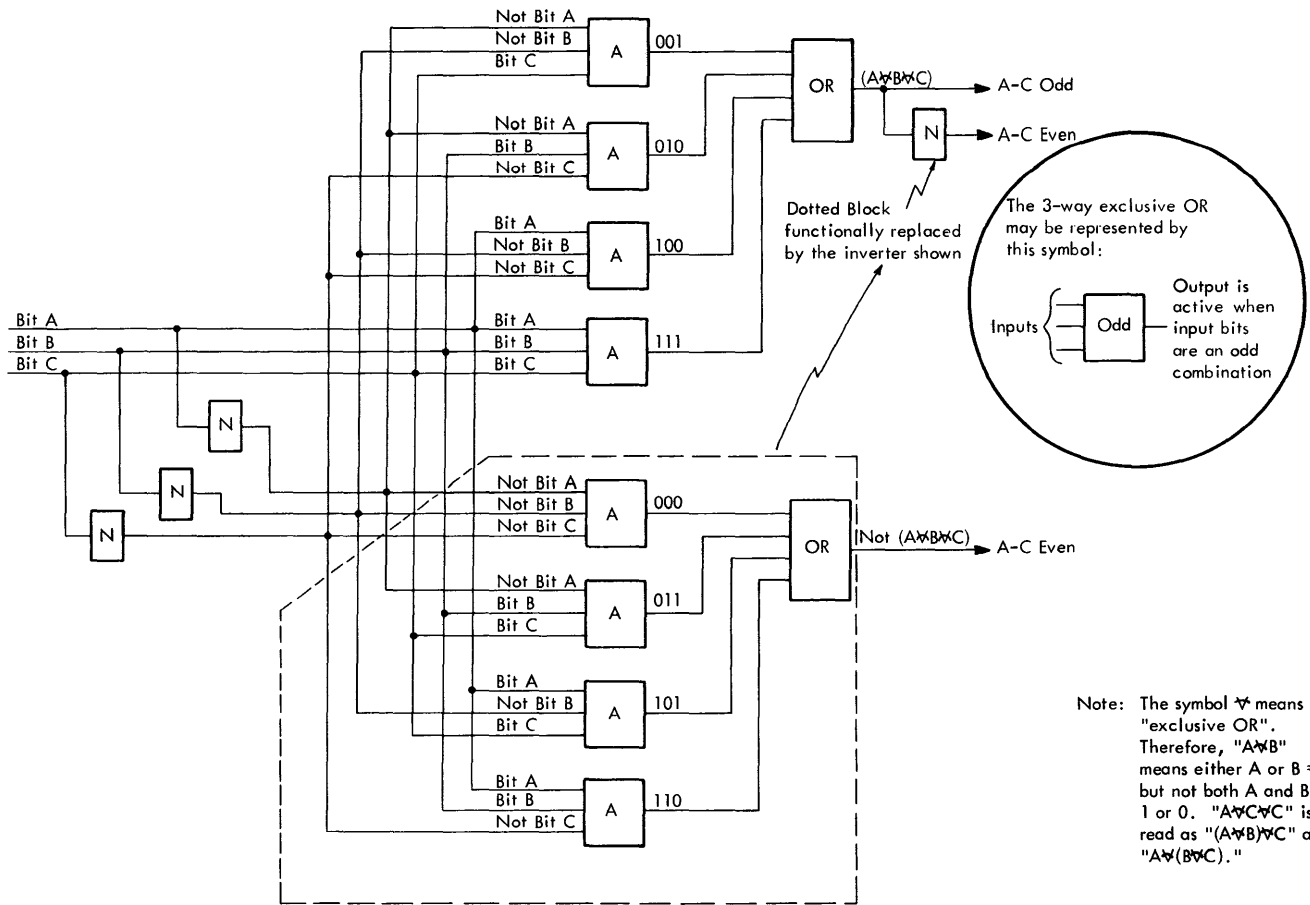 Not Bit A
Not Bit B
Bit C
A
001
OR
(A∀B∀C)
A-C Odd
N
A-C Even
Not Bit A
Bit B
Not Bit C
A
010
Dotted Block
functionally replaced
by the inverter shown
The 3-way exclusive OR
may be represented by
this symbol:
Inputs
Odd
Output is
active when
input bits
are an odd
combination
Bit A
Not Bit B
Not Bit C
A
100
Bit A
Bit B
Bit C
Bit A
Bit B
Bit C
A
111
N
N
N
Not Bit A
Not Bit B
Not Bit C
A
000
OR
Not (A∀B∀C)
A-C Even
Not Bit A
Bit B
Bit C
A
011
Bit A
Not Bit B
Bit C
A
101
Bit A
Bit B
Not Bit C
A
110
Note: The symbol ∀ means
"exclusive OR".
Therefore, "A∀B"
means either A or B =
but not both A and B
1 or 0. "A∀C∀C" is
read as "(A∀B)∀C" a
"A∀(B∀C)."